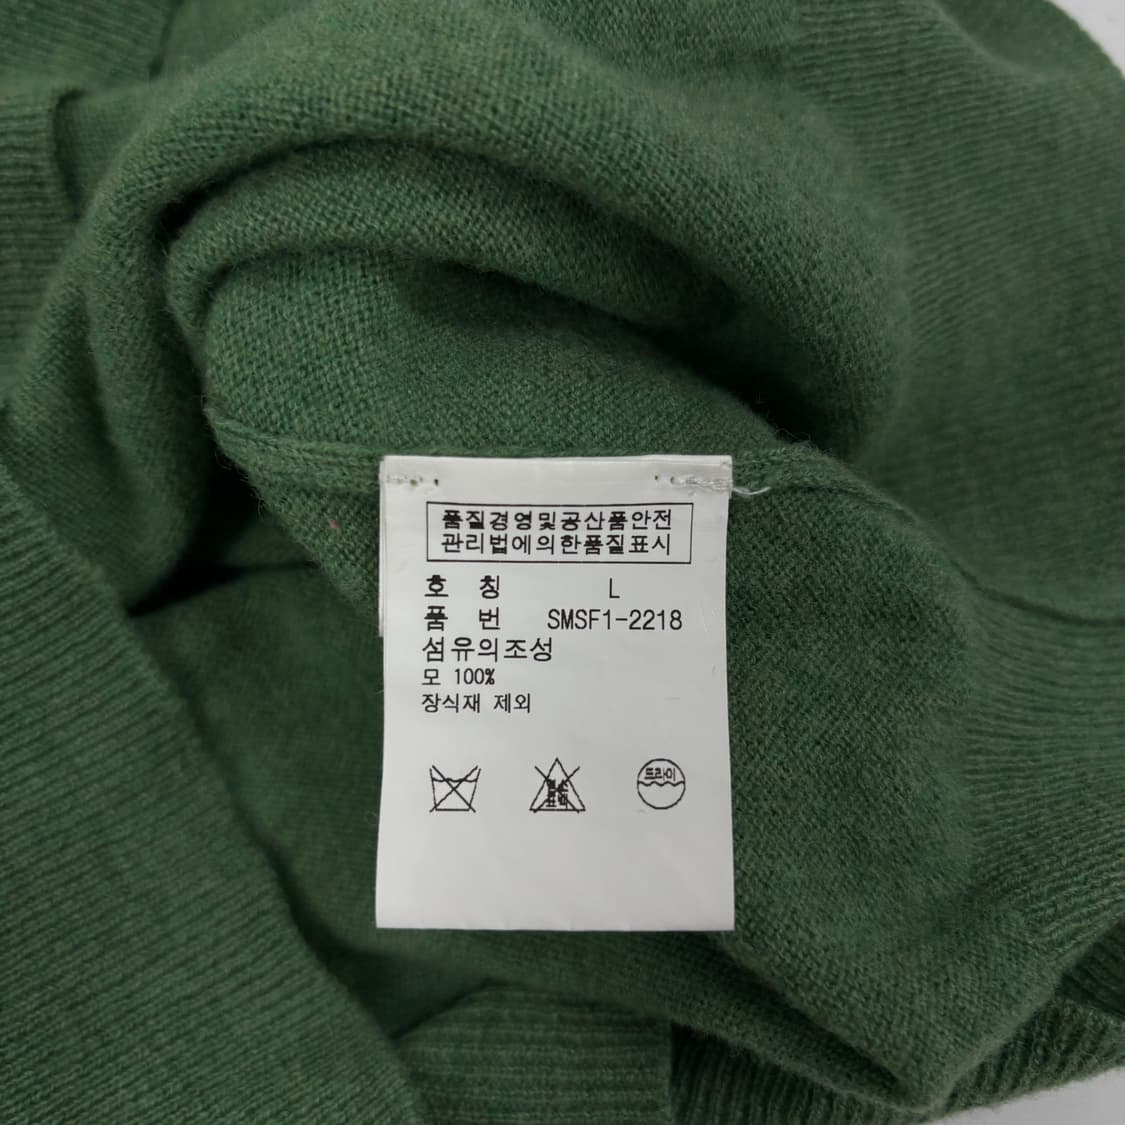 품질경영및공산품안전
관리법에의한품질표시
호 칭 L
품 번 SMSF1-2218
섬유의조성
모 100%
장식재 제외
드라이